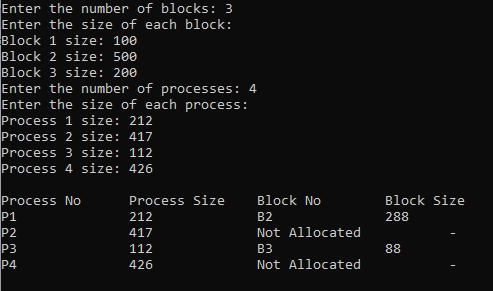 Enter the number of blocks: 3
Enter the size of each block:
Block 1 size: 100
Block 2 size: 500
Block 3 size: 200
Enter the number of processes: 4
Enter the size of each process:
Process 1 size: 212
Process 2 size: 417
Process 3 size: 112
Process 4 size: 426

Process No      Process Size    Block No        Block Size
P1              212             B2              288
P2              417             Not Allocated           -
P3              112             B3              88
P4              426             Not Allocated           -